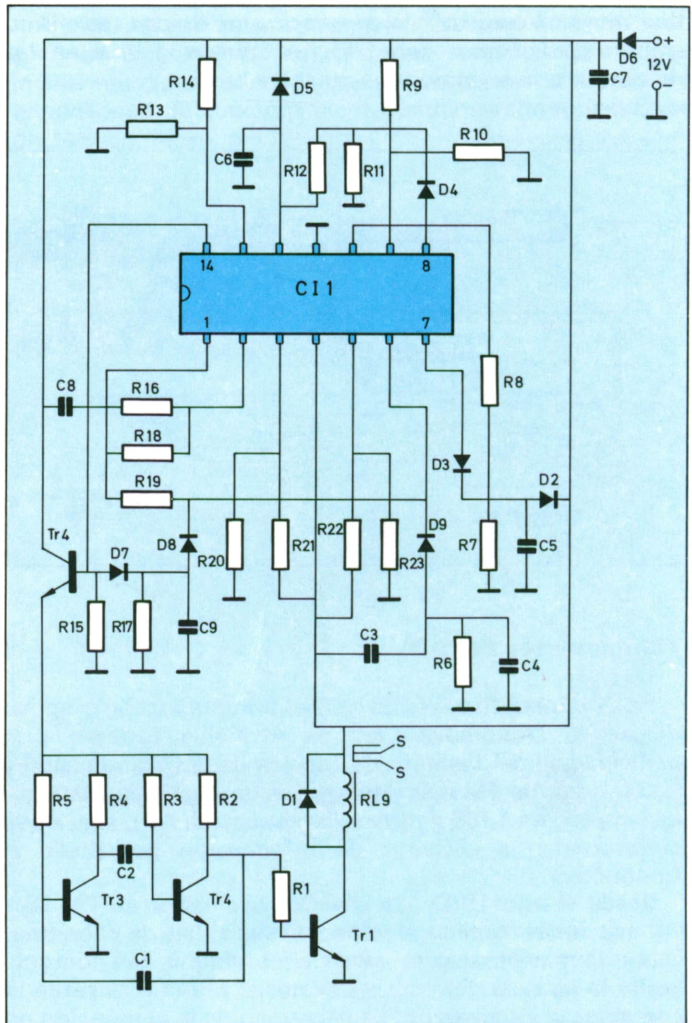 R14
D5
R9
D6
+
12V
−
C7
R13
C6
R12
R11
R10
D4
14
8
CI1
1
7
R8
C8
R16
R18
R19
D3
D2
Tr4
D7
D8
R20
R21
R22
R23
D9
R7
C5
R15
R17
C9
C3
R6
C4
S
S
R5
R4
R3
R2
D1
RL9
C2
R1
Tr3
Tr4
Tr1
C1